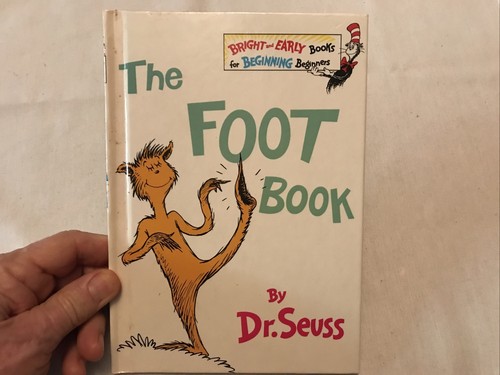 BRIGHT and EARLY BOOKS
for BEGINNING Beginners
The
FOOT
BOOK
By
Dr. Seuss